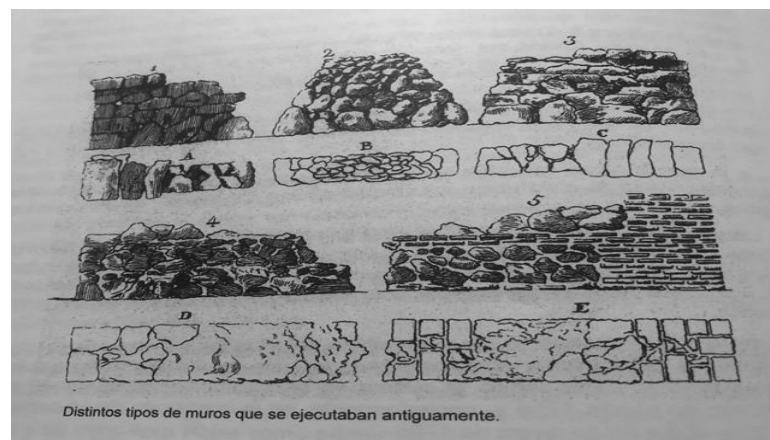 1
2
3
A
B
C
4
5
D
E
Distintos tipos de muros que se ejecutaban antiguamente.